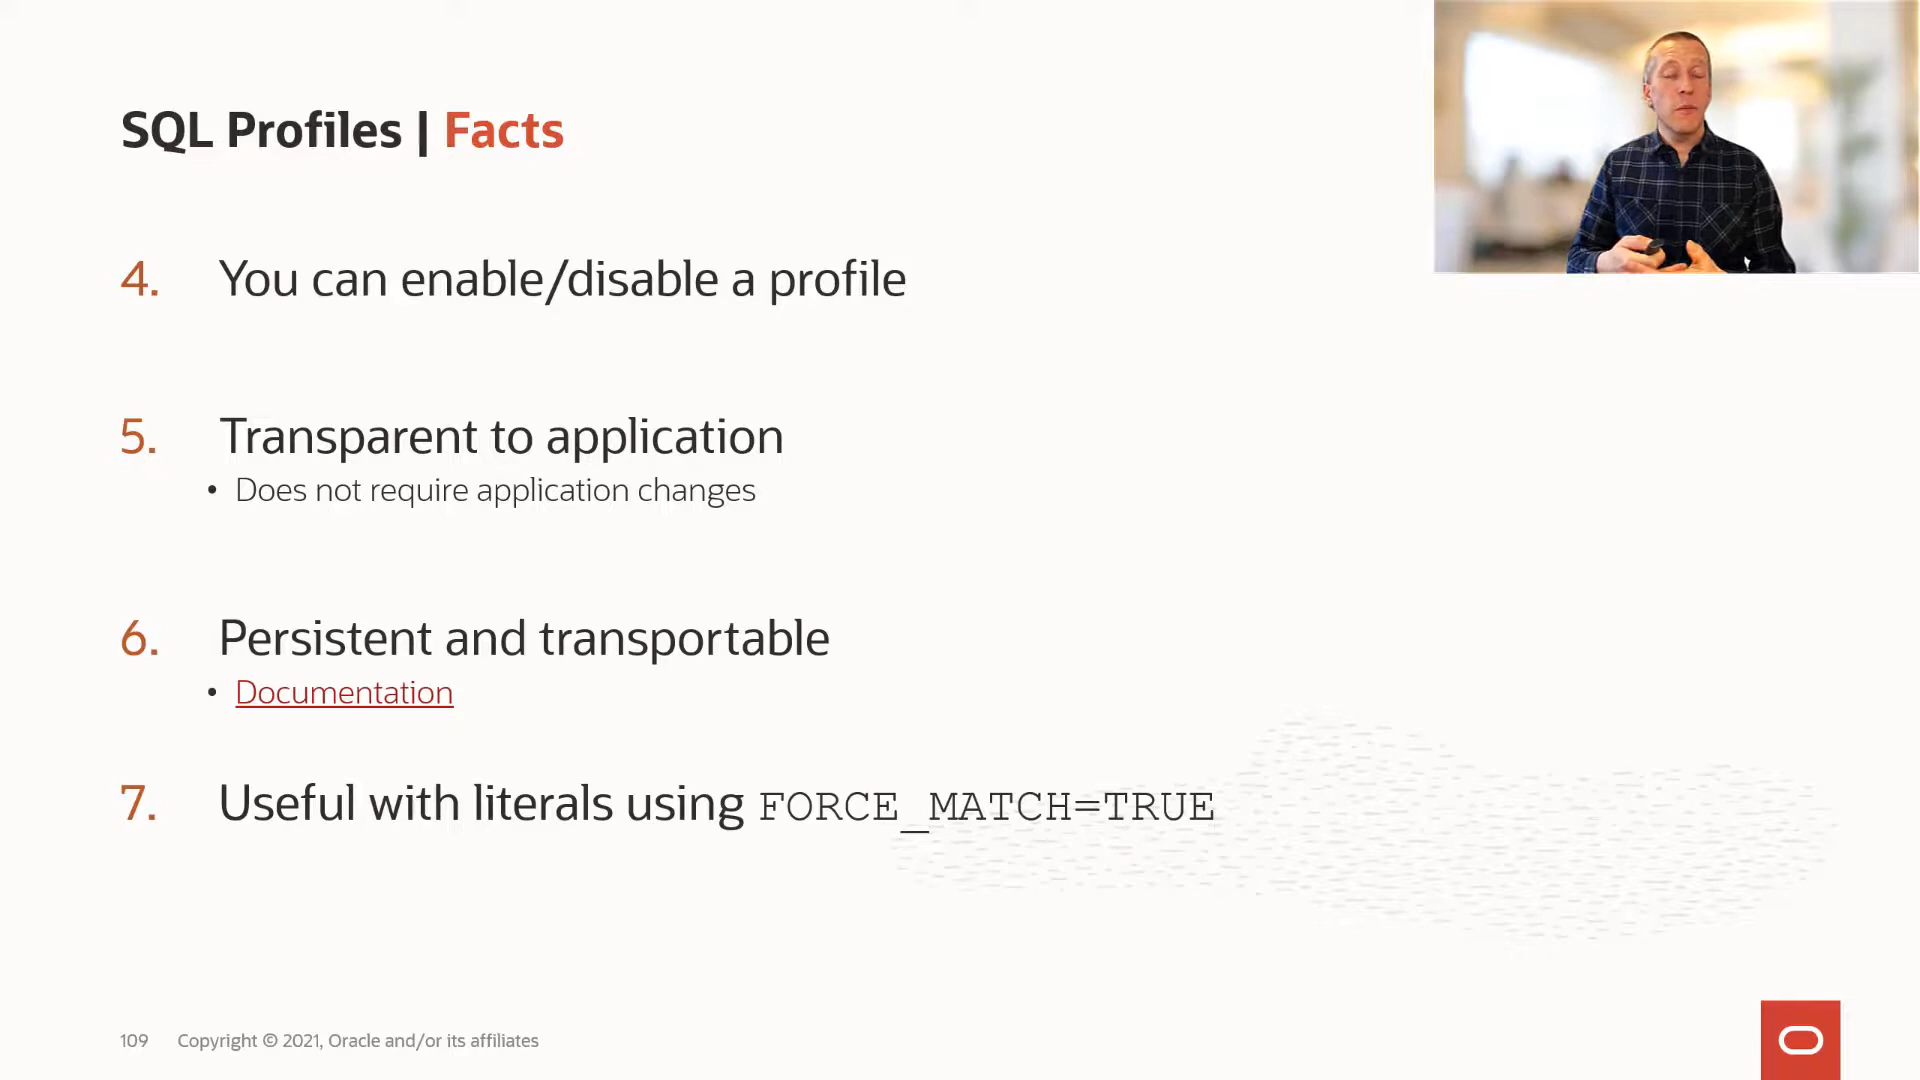 SQL Profiles | Facts
4. You can enable/disable a profile
5. Transparent to application
• Does not require application changes
6. Persistent and transportable
• Documentation
7. Useful with literals using FORCE_MATCH=TRUE
109 Copyright © 2021, Oracle and/or its affiliates